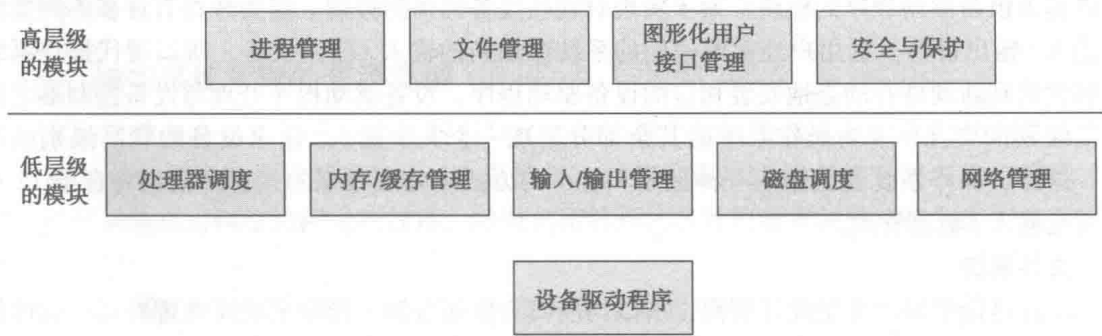 高层级
的模块
进程管理
文件管理
图形化用户
接口管理
安全与保护
低层级
的模块
处理器调度
内存/缓存管理
输入/输出管理
磁盘调度
网络管理
设备驱动程序